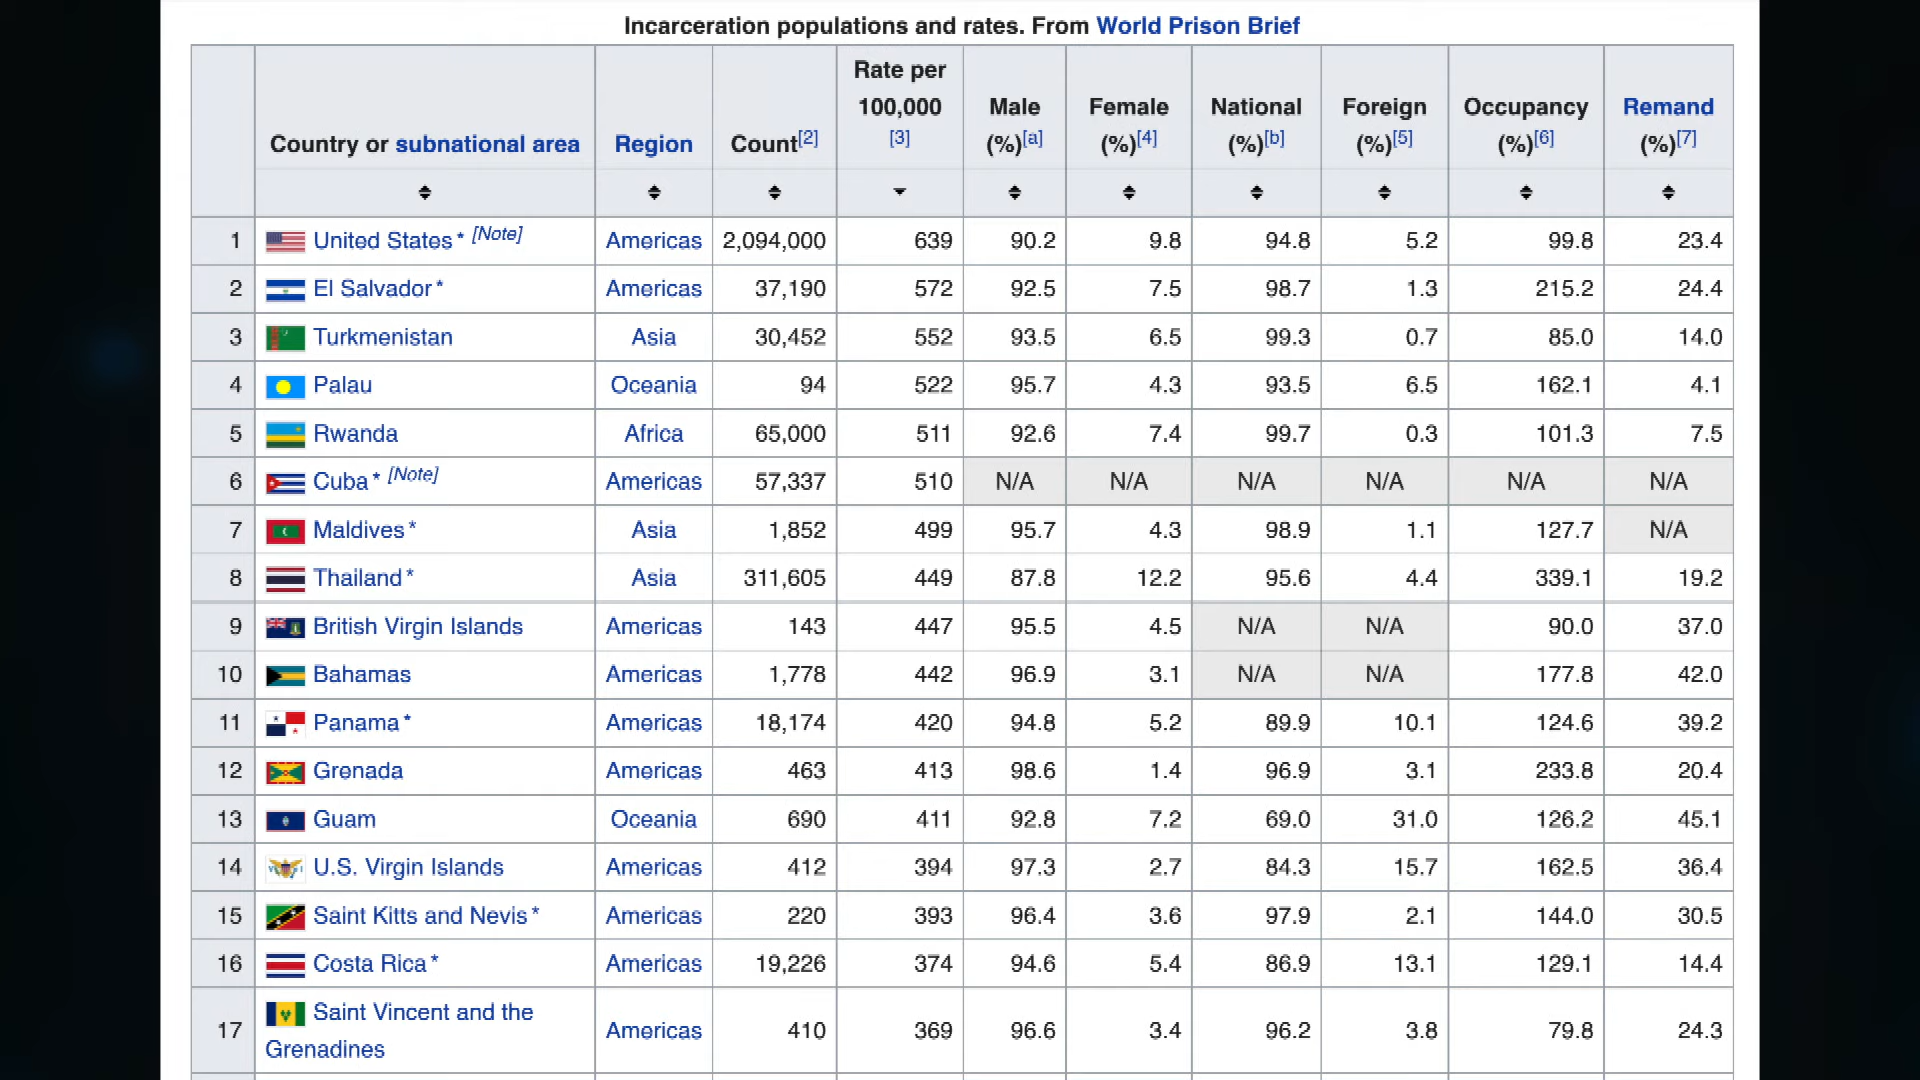 Incarceration populations and rates. From World Prison Brief
Country or subnational area Region Count[2] Rate per 100,000 [3] Male (%)[a] Female (%)[4] National (%)[b] Foreign (%)[5] Occupancy (%)[6] Remand (%)[7]
1 United States * [Note] Americas 2,094,000 639 90.2 9.8 94.8 5.2 99.8 23.4
2 El Salvador * Americas 37,190 572 92.5 7.5 98.7 1.3 215.2 24.4
3 Turkmenistan Asia 30,452 552 93.5 6.5 99.3 0.7 85.0 14.0
4 Palau Oceania 94 522 95.7 4.3 93.5 6.5 162.1 4.1
5 Rwanda Africa 65,000 511 92.6 7.4 99.7 0.3 101.3 7.5
6 Cuba * [Note] Americas 57,337 510 N/A N/A N/A N/A N/A N/A
7 Maldives * Asia 1,852 499 95.7 4.3 98.9 1.1 127.7 N/A
8 Thailand * Asia 311,605 449 87.8 12.2 95.6 4.4 339.1 19.2
9 British Virgin Islands Americas 143 447 95.5 4.5 N/A N/A 90.0 37.0
10 Bahamas Americas 1,778 442 96.9 3.1 N/A N/A 177.8 42.0
11 Panama * Americas 18,174 420 94.8 5.2 89.9 10.1 124.6 39.2
12 Grenada Americas 463 413 98.6 1.4 96.9 3.1 233.8 20.4
13 Guam Oceania 690 411 92.8 7.2 69.0 31.0 126.2 45.1
14 U.S. Virgin Islands Americas 412 394 97.3 2.7 84.3 15.7 162.5 36.4
15 Saint Kitts and Nevis * Americas 220 393 96.4 3.6 97.9 2.1 144.0 30.5
16 Costa Rica * Americas 19,226 374 94.6 5.4 86.9 13.1 129.1 14.4
17 Saint Vincent and the Grenadines Americas 410 369 96.6 3.4 96.2 3.8 79.8 24.3